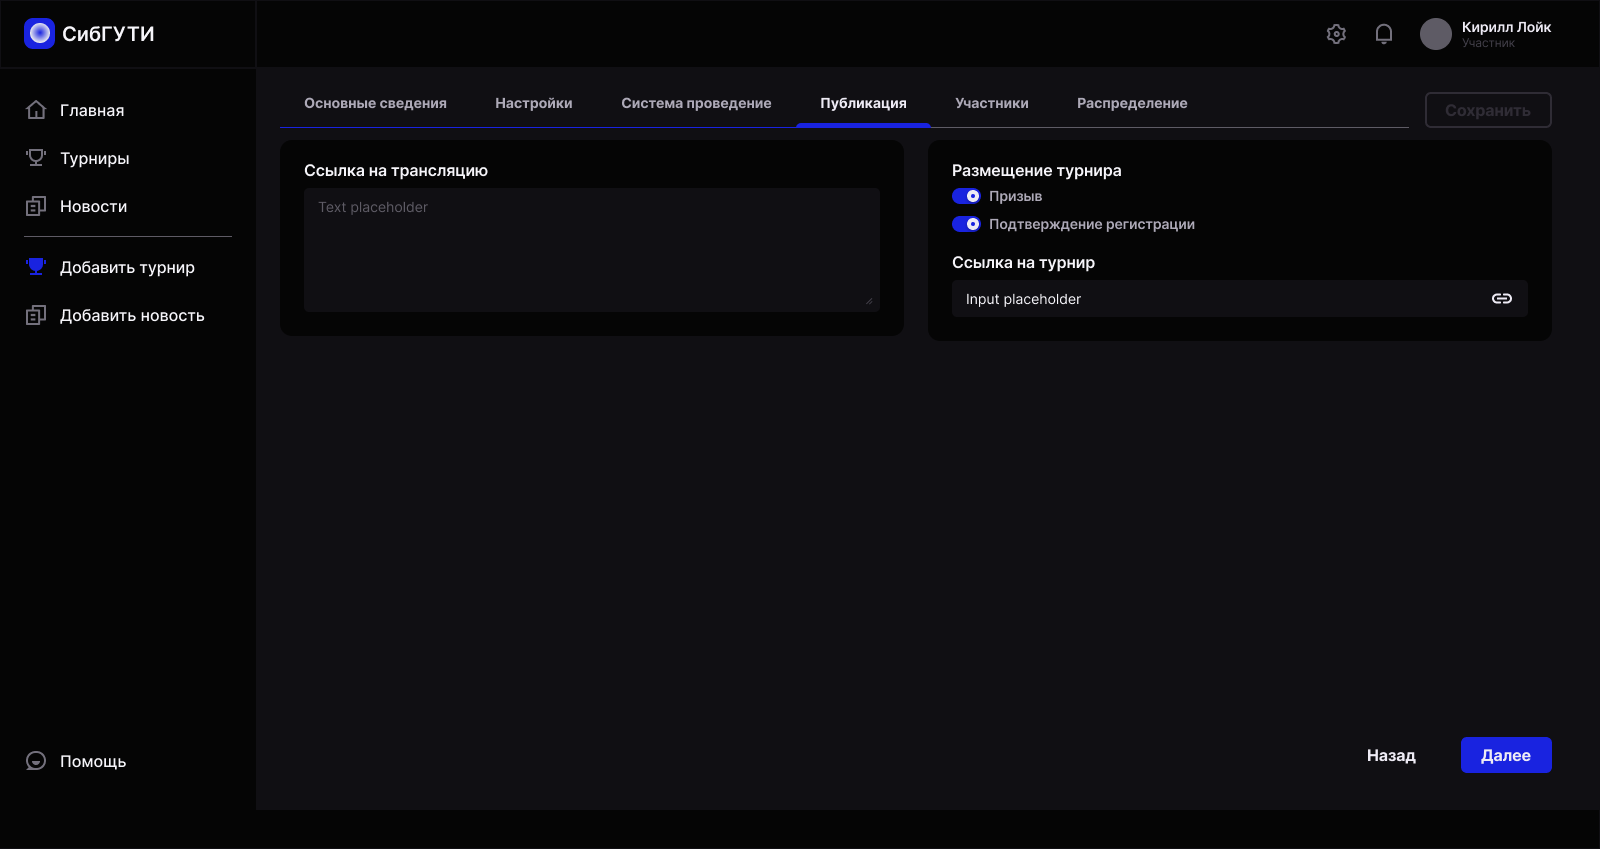 СибГУТИ
Кирилл Лойк
Участник
Главная
Турниры
Новости
Добавить турнир
Добавить новость
Помощь
Основные сведения
Настройки
Система проведение
Публикация
Участники
Распределение
Сохранить
Ссылка на трансляцию
Text placeholder
Размещение турнира
Призыв
Подтверждение регистрации
Ссылка на турнир
Input placeholder
Назад
Далее